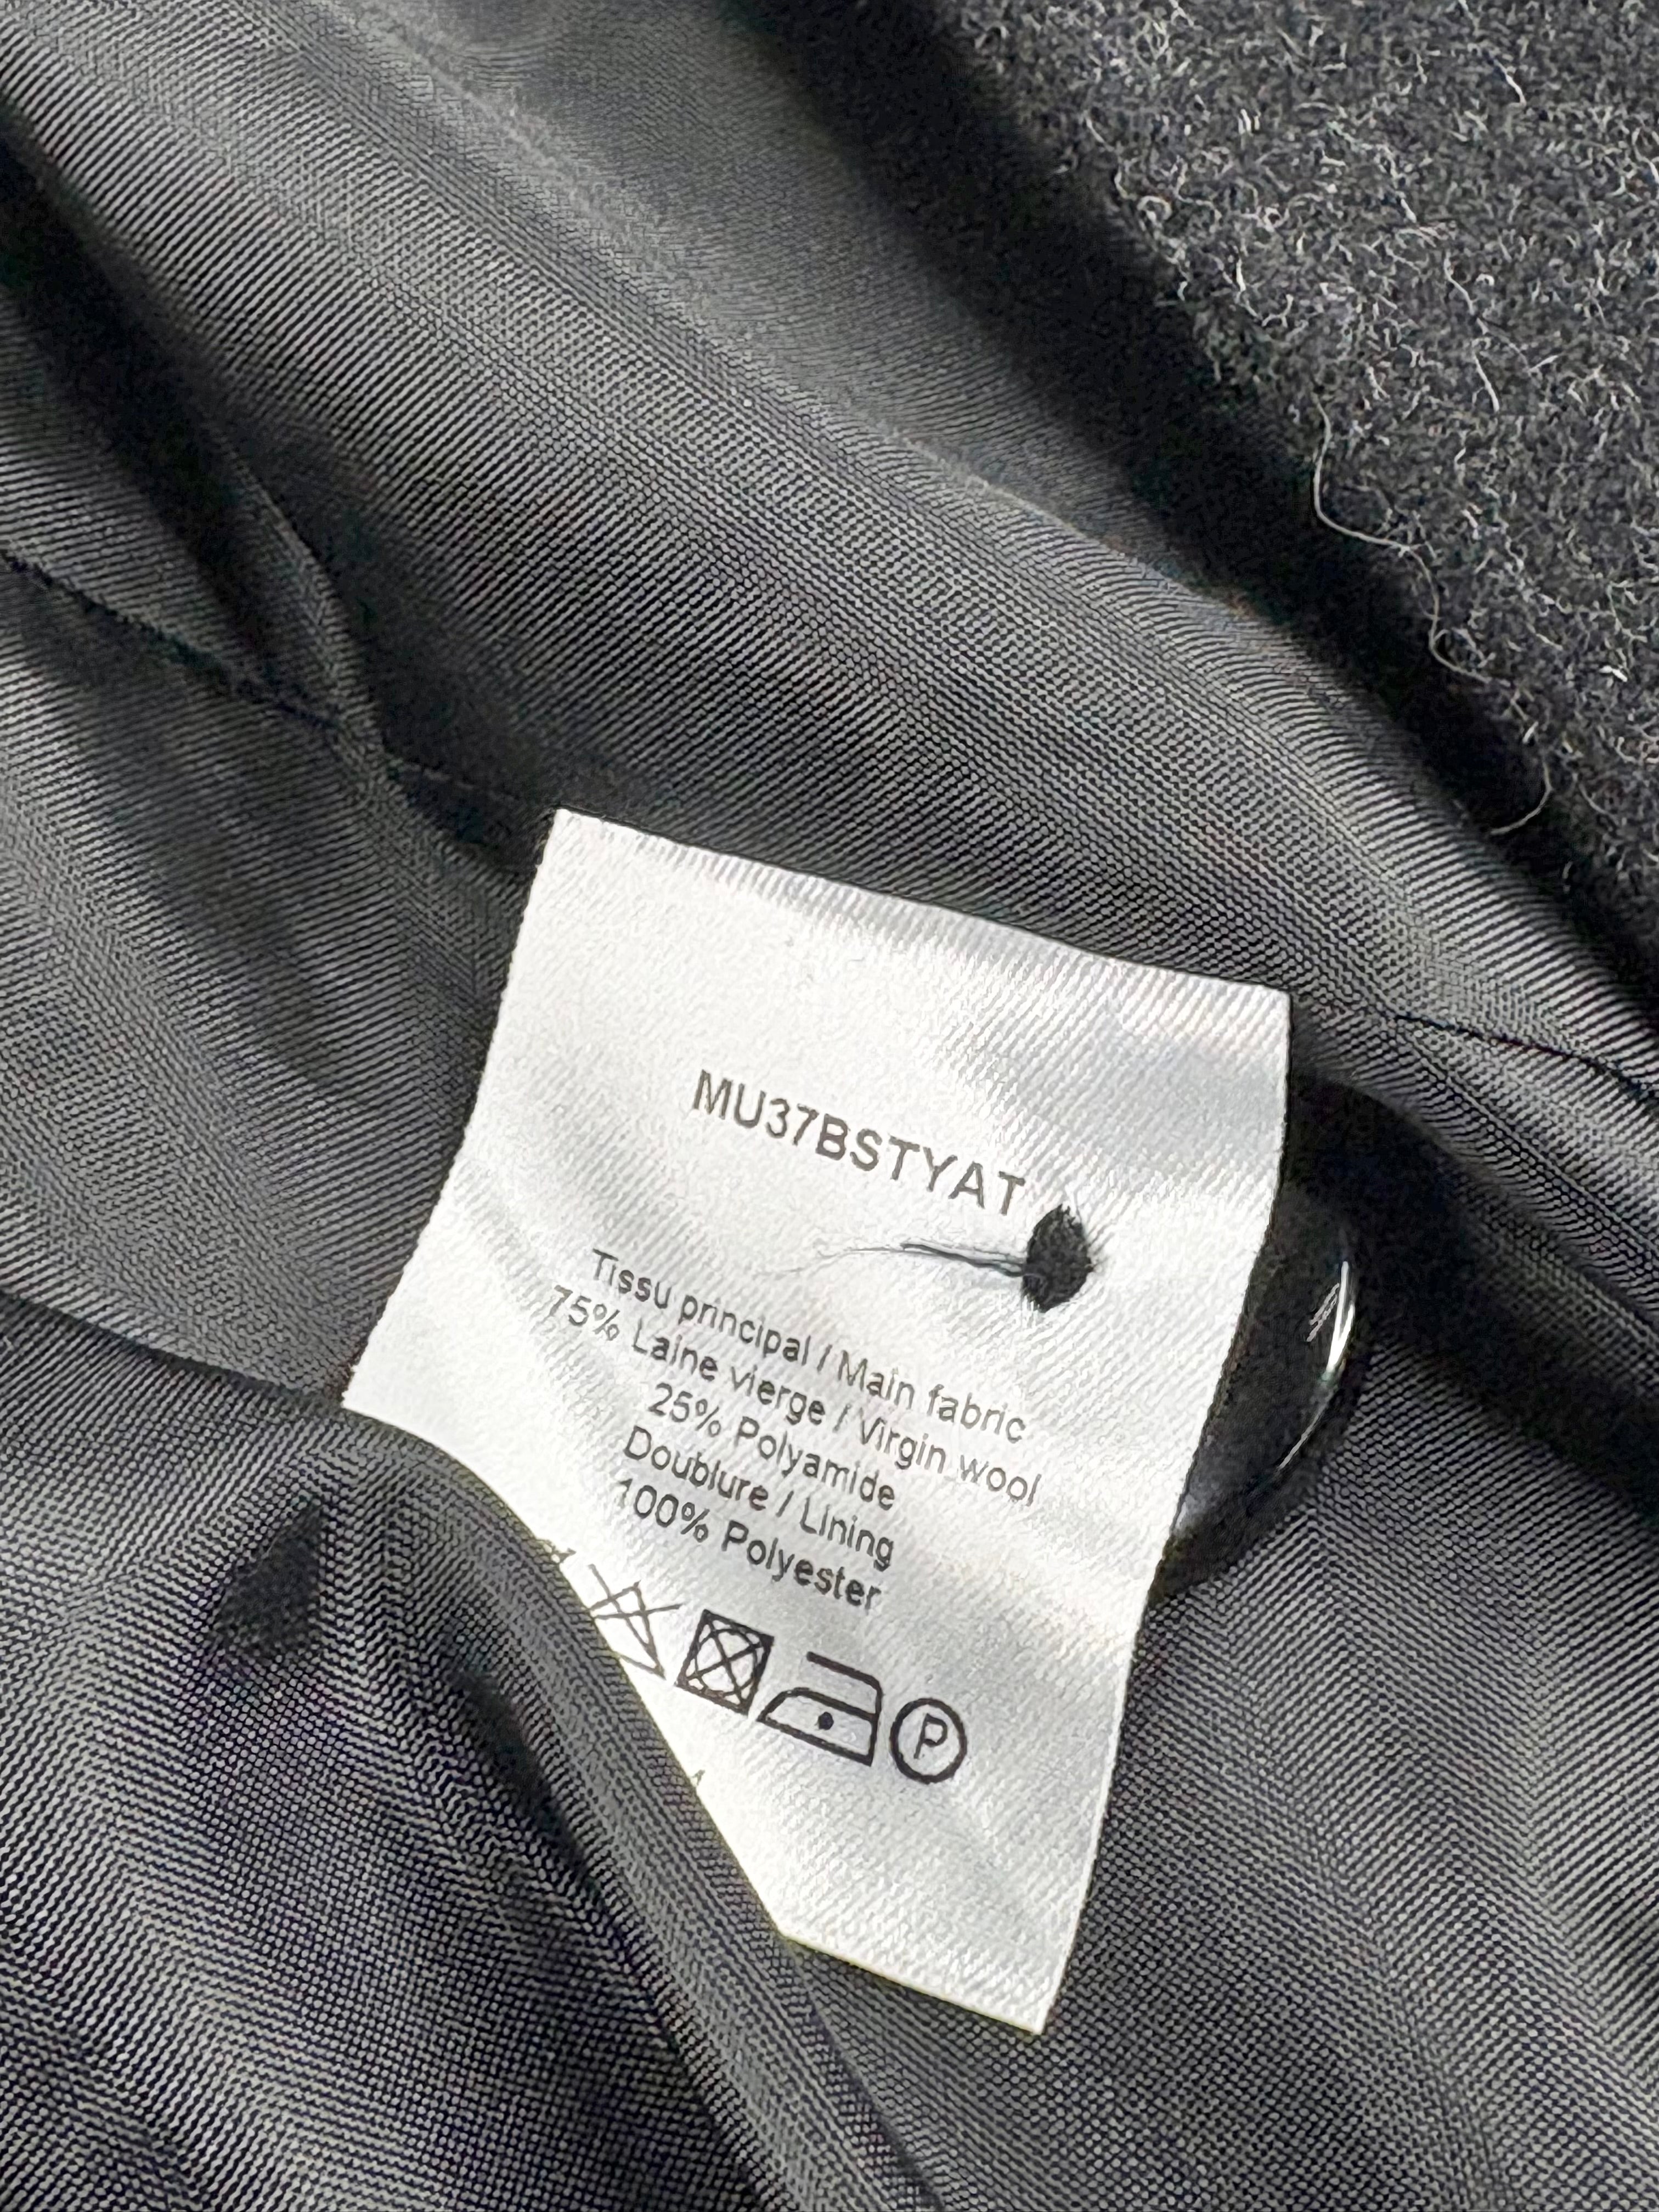 MU37BSTYAT
Tissu principal / Main fabric
75% Laine vierge / Virgin wool
25% Polyamide
Doublure / Lining
100% Polyester
P